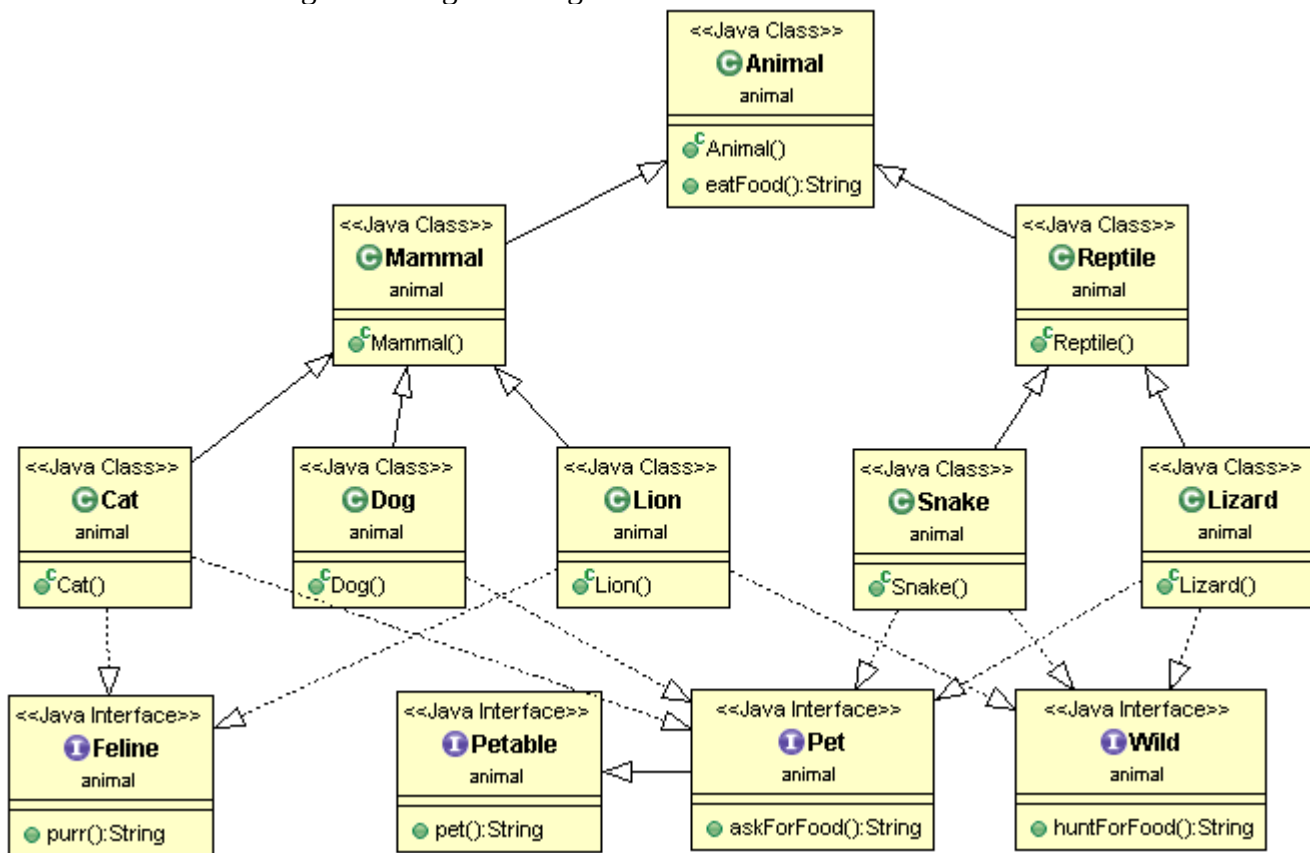 <<Java Class>>
Animal
animal
Animal()
eatFood():String
<<Java Class>>
Mammal
animal
Mammal()
<<Java Class>>
Reptile
animal
Reptile()
<<Java Class>>
Cat
animal
Cat()
<<Java Class>>
Dog
animal
Dog()
<<Java Class>>
Lion
animal
Lion()
<<Java Class>>
Snake
animal
Snake()
<<Java Class>>
Lizard
animal
Lizard()
<<Java Interface>>
Feline
animal
purr():String
<<Java Interface>>
Petable
animal
pet():String
<<Java Interface>>
Pet
animal
askForFood():String
<<Java Interface>>
Wild
animal
huntForFood():String